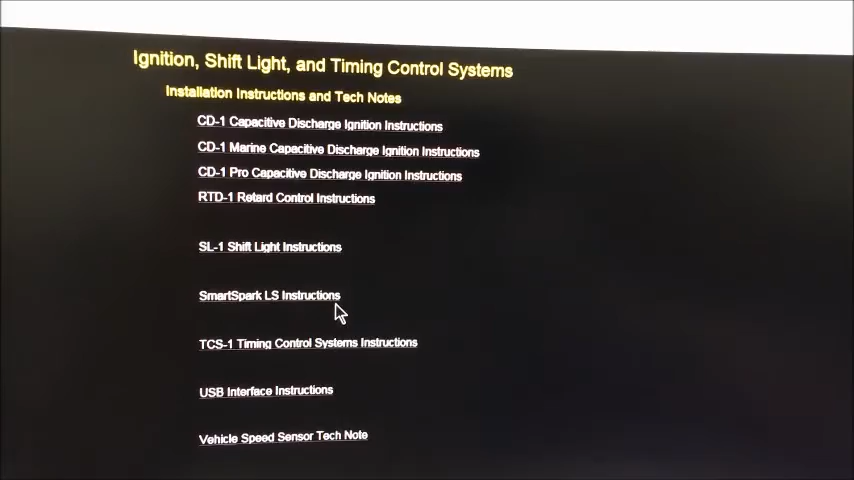 Ignition, Shift Light, and Timing Control Systems
Installation Instructions and Tech Notes
CD-1 Capacitive Discharge Ignition Instructions
CD-1 Marine Capacitive Discharge Ignition Instructions
CD-1 Pro Capacitive Discharge Ignition Instructions
RTD-1 Retard Control Instructions
SL-1 Shift Light Instructions
SmartSpark LS Instructions
TCS-1 Timing Control Systems Instructions
USB Interface Instructions
Vehicle Speed Sensor Tech Note